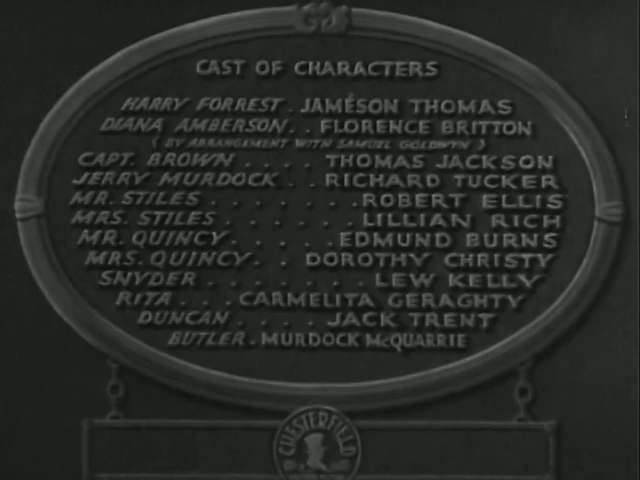 CAST OF CHARACTERS
HARRY FORREST . JAMESON THOMAS
DIANA AMBERSON . . FLORENCE BRITTON
( BY ARRANGEMENT WITH SAMUEL GOLDWYN )
CAPT. BROWN . . . . THOMAS JACKSON
JERRY MURDOCK . . RICHARD TUCKER
MR. STILES . . . . . . . ROBERT ELLIS
MRS. STILES . . . . . . LILLIAN RICH
MR. QUINCY . . . . . EDMUND BURNS
MRS. QUINCY . . DOROTHY CHRISTY
SNYDER . . . . . . . LEW KELLY
RITA . . . CARMELITA GERAGHTY
DUNCAN . . . . JACK TRENT
BUTLER . MURDOCK McQUARRIE
CHESTERFIELD